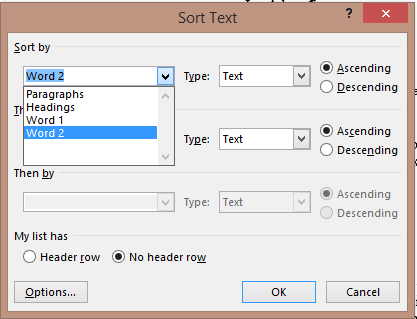 Sort Text
?
Sort by
Word 2 Type: Text Ascending
Descending
Paragraphs
Headings
Word 1
Word 2
Th
Type: Text Ascending
Descending
Then by
Type: Text Ascending
Descending
My list has
Header row No header row
Options... OK Cancel